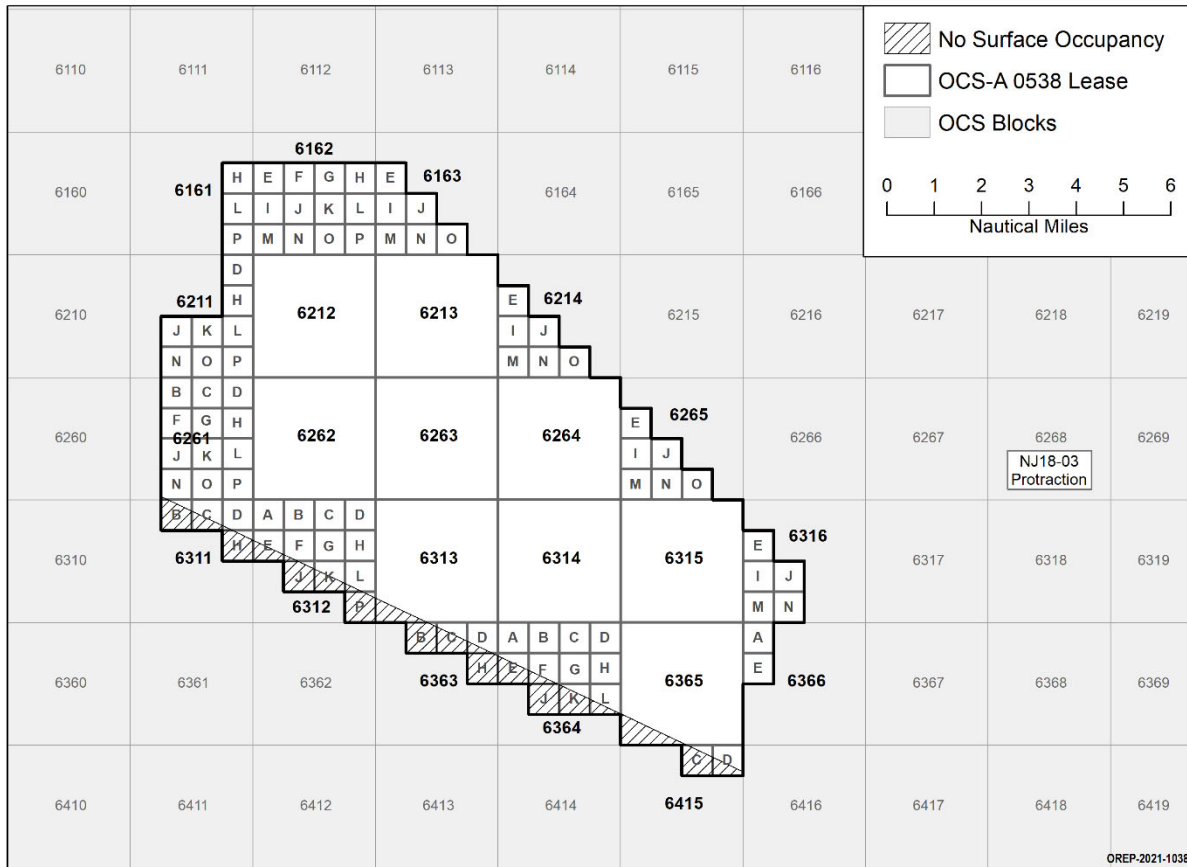 No Surface Occupancy
OCS-A 0538 Lease
OCS Blocks
0 1 2 3 4 5 6
Nautical Miles
6110 6111 6112 6113 6114 6115 6116
6162
6161 H E F G H E 6163
6160 L I J K L I J 6164 6165 6166
P M N O P M N O
D
6211 H E 6214
6210 J K L 6212 6213 I J 6215 6216 6217 6218 6219
N O P M N O
B C D
F G H E 6265
6260 6261 6262 6263 6264 6266 6267 6268 6269
J K L I J
N O P M N O
NJ18-03
Protraction
B C D A B C D
H E F G H E 6316
6310 6311 6313 6314 6315 6317 6318 6319
J K L I J
6312 P M N
B C D A B C D A
H E F G H E
6360 6361 6362 6363 6365 6366 6367 6368 6369
J K L
6364
C D
6410 6411 6412 6413 6414 6415 6416 6417 6418 6419
OREP-2021-1038